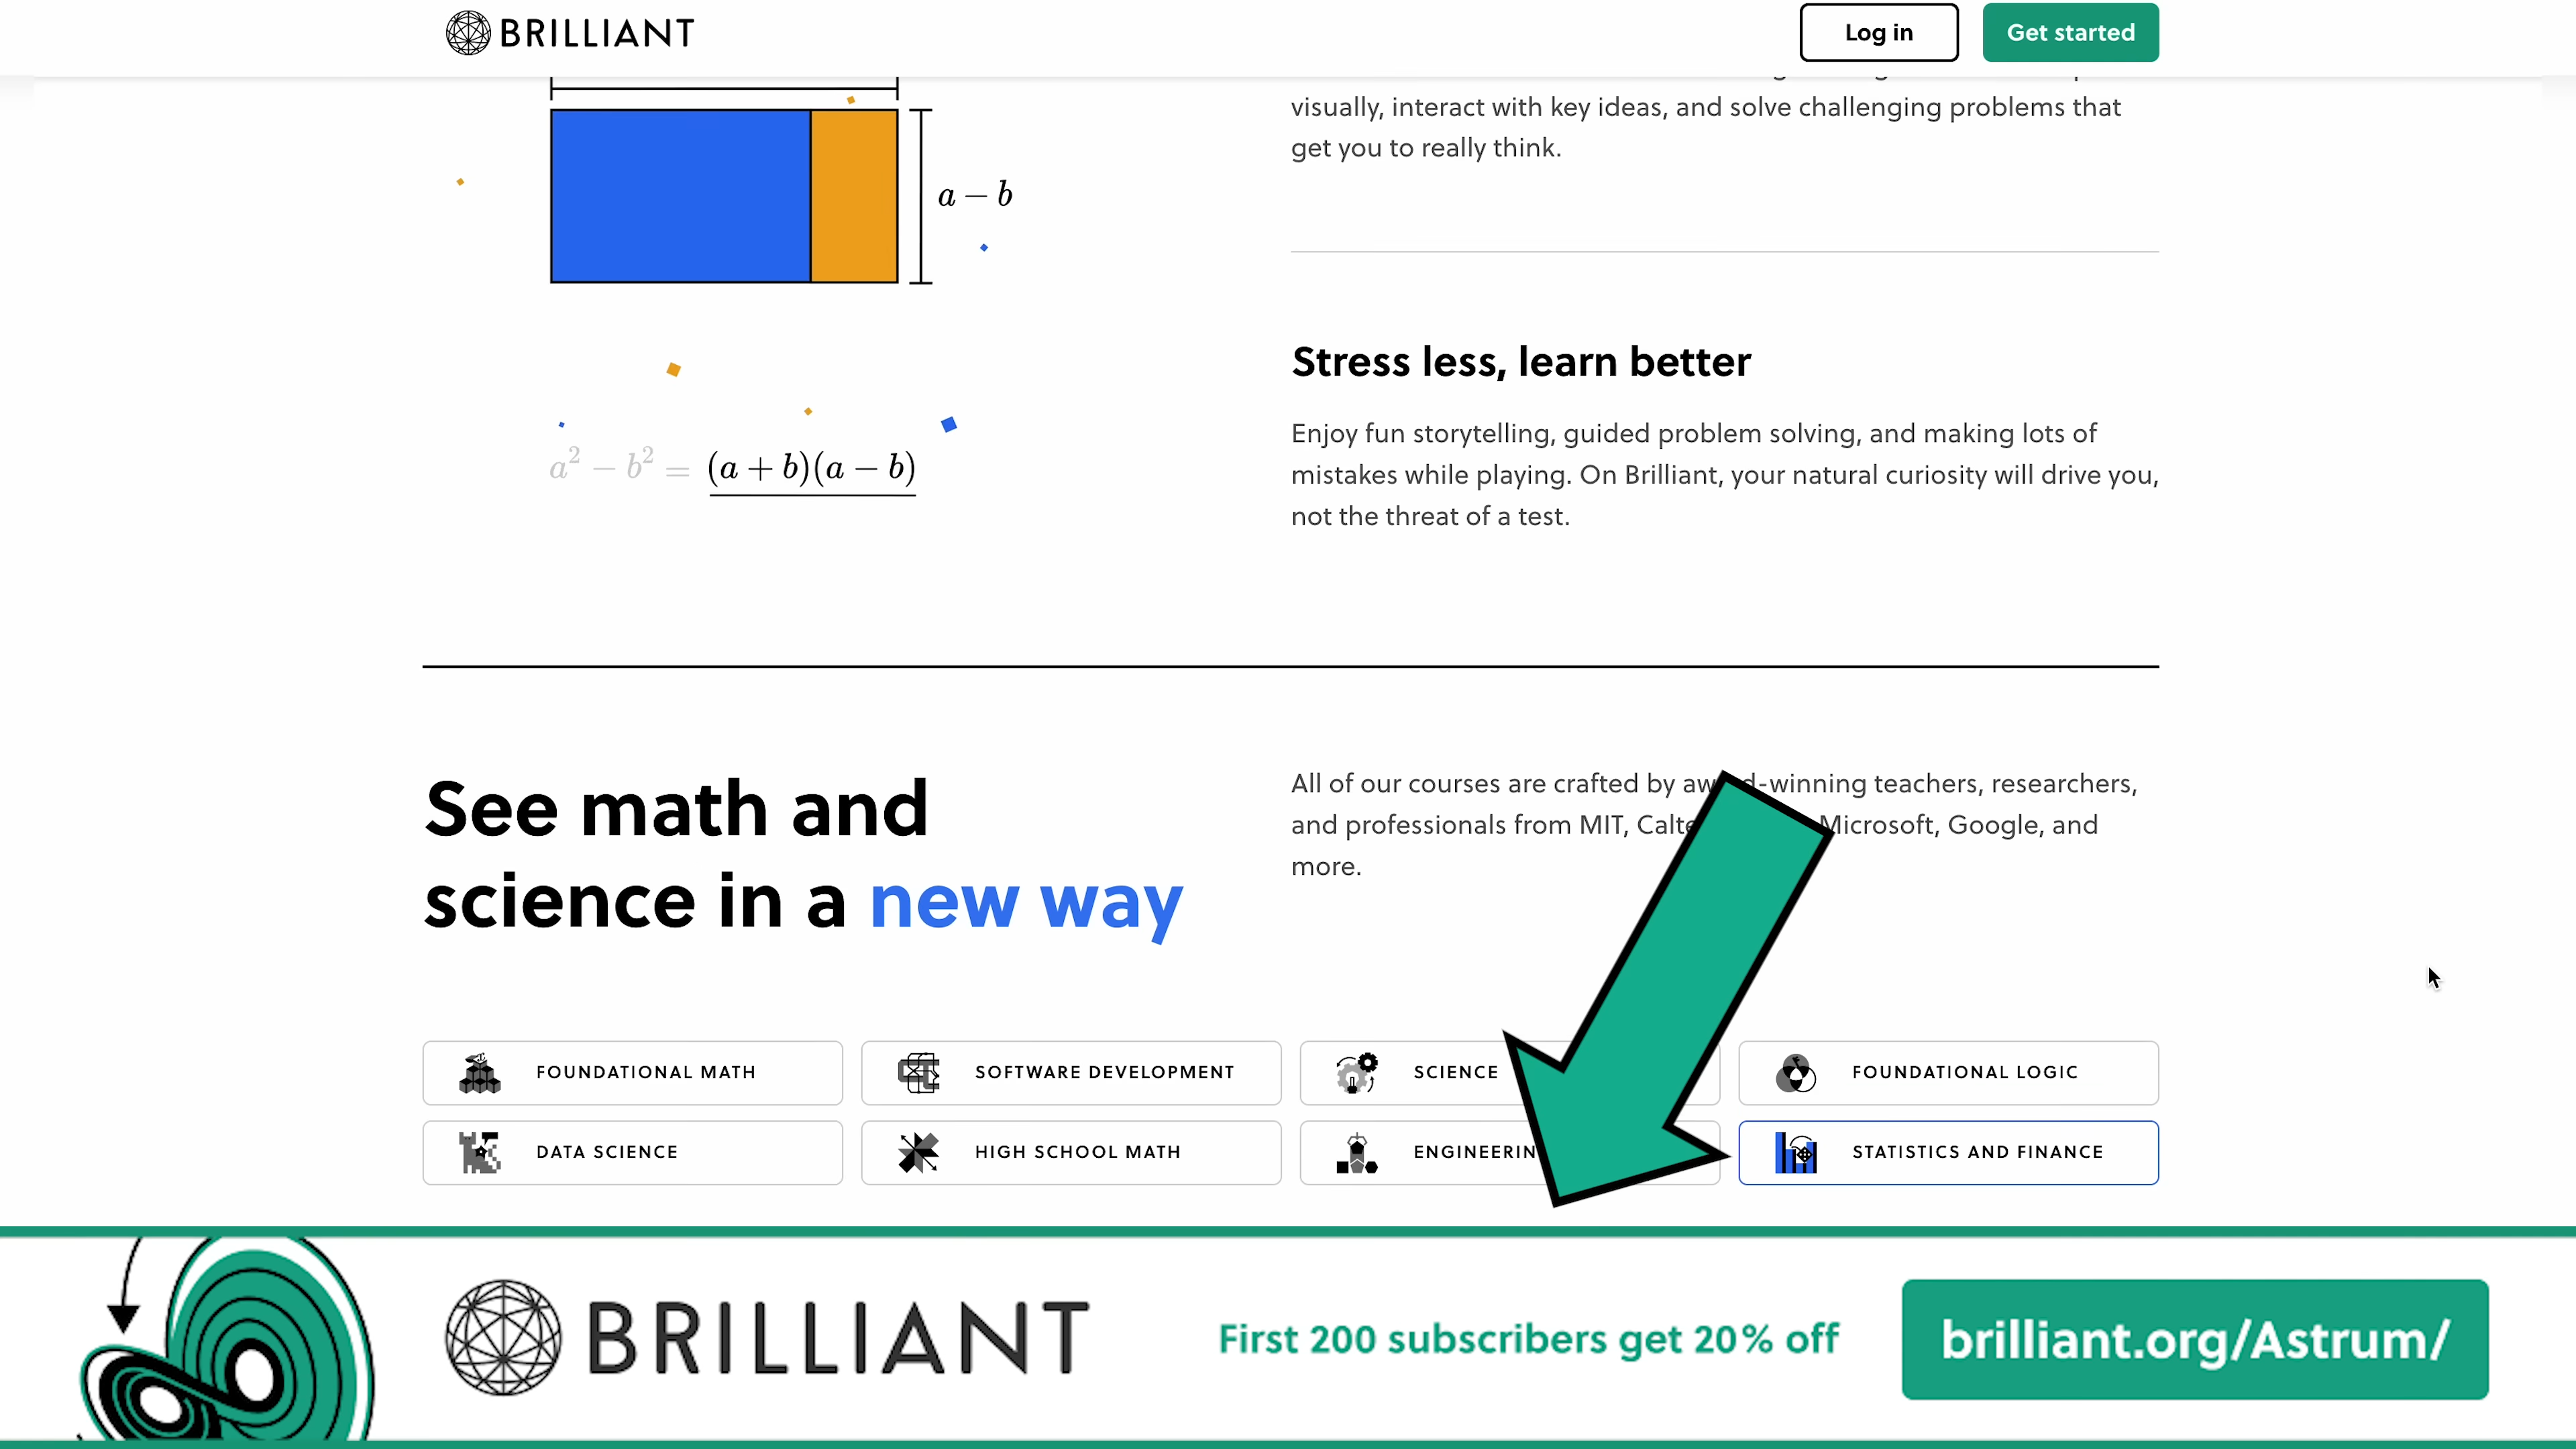 BRILLIANT
Log in
Get started
a − b
a² − b² = (a + b)(a − b)
visually, interact with key ideas, and solve challenging problems that
get you to really think.
Stress less, learn better
Enjoy fun storytelling, guided problem solving, and making lots of
mistakes while playing. On Brilliant, your natural curiosity will drive you,
not the threat of a test.
See math and
science in a new way
All of our courses are crafted by -winning teachers, researchers,
and professionals from MIT, Microsoft, Google, and
more.
FOUNDATIONAL MATH
SOFTWARE DEVELOPMENT
SCIENCE
FOUNDATIONAL LOGIC
DATA SCIENCE
HIGH SCHOOL MATH
ENGINEERIN
STATISTICS AND FINANCE
BRILLIANT
First 200 subscribers get 20% off
brilliant.org/Astrum/